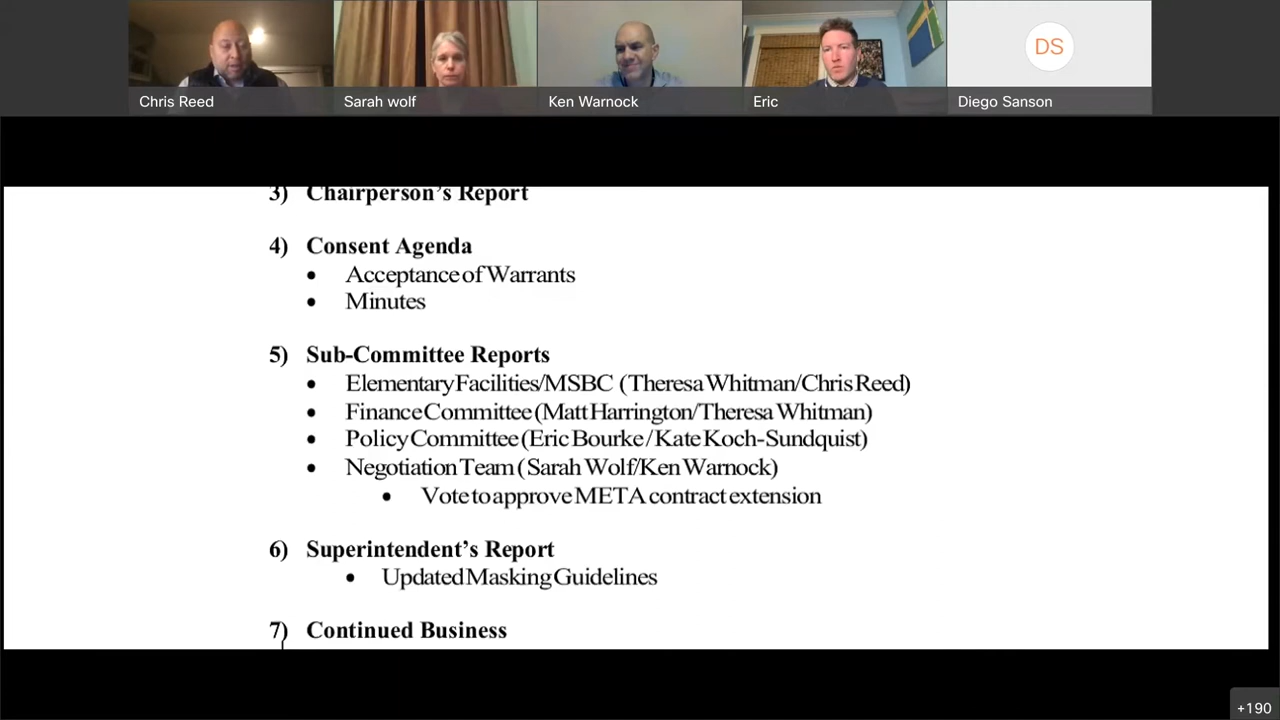 Chris Reed
Sarah wolf
Ken Warnock
Eric
DS
Diego Sanson
3) Chairperson's Report
4) Consent Agenda
• Acceptance of Warrants
• Minutes
5) Sub-Committee Reports
• Elementary Facilities/MSBC (Theresa Whitman/Chris Reed)
• Finance Committee (Matt Harrington/Theresa Whitman)
• Policy Committee (Eric Bourke / Kate Koch-Sundquist)
• Negotiation Team (Sarah Wolf/Ken Warnock)
• Vote to approve META contract extension
6) Superintendent's Report
• Updated Masking Guidelines
7) Continued Business
+190